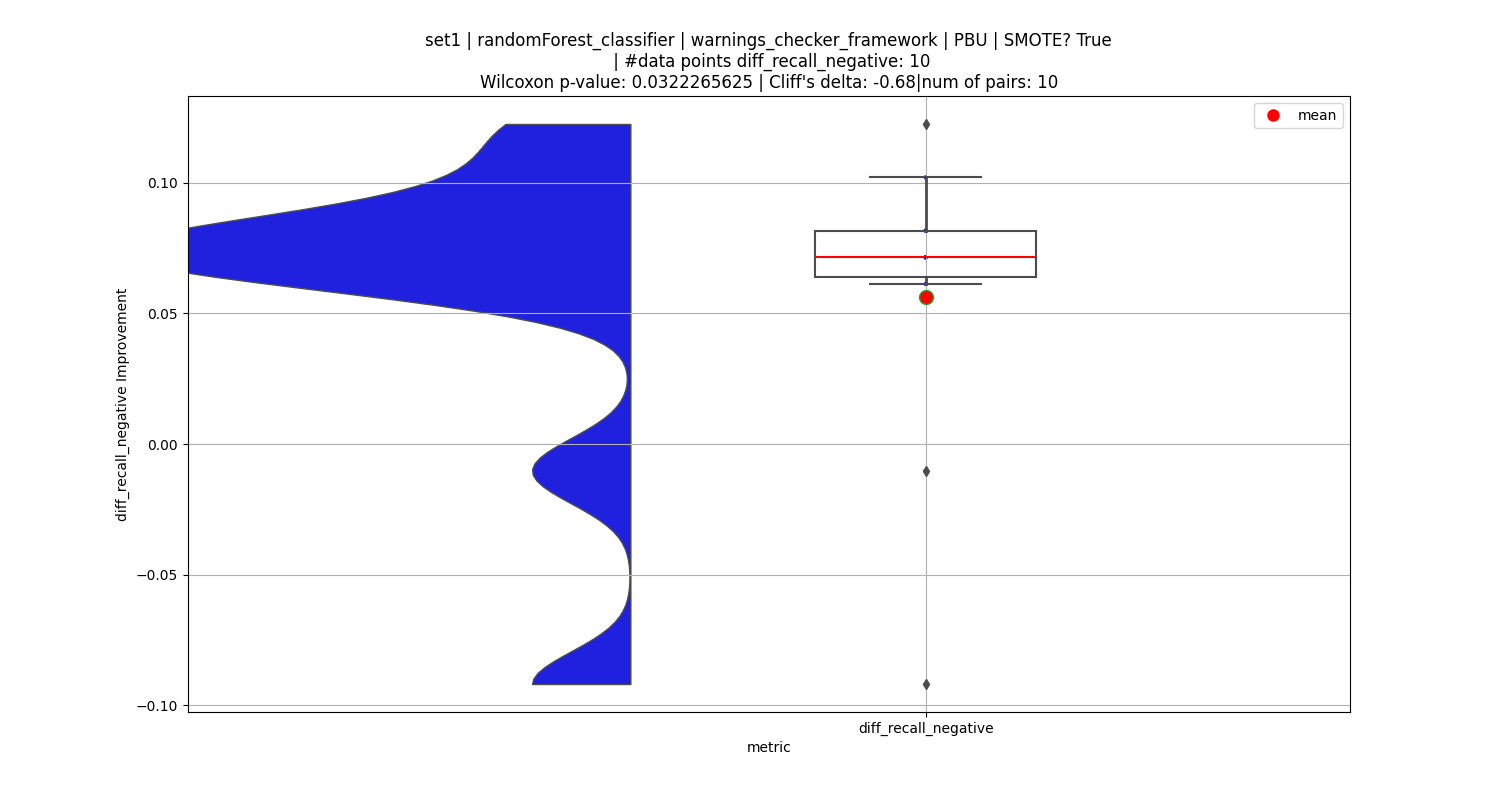 set1 | randomForest_classifier | warnings_checker_framework | PBU | SMOTE? True
| #data points diff_recall_negative: 10
Wilcoxon p-value: 0.0322265625 | Cliff's delta: -0.68|num of pairs: 10
mean
0.10
0.05
0.00
−0.05
−0.10
diff_recall_negative Improvement
diff_recall_negative
metric